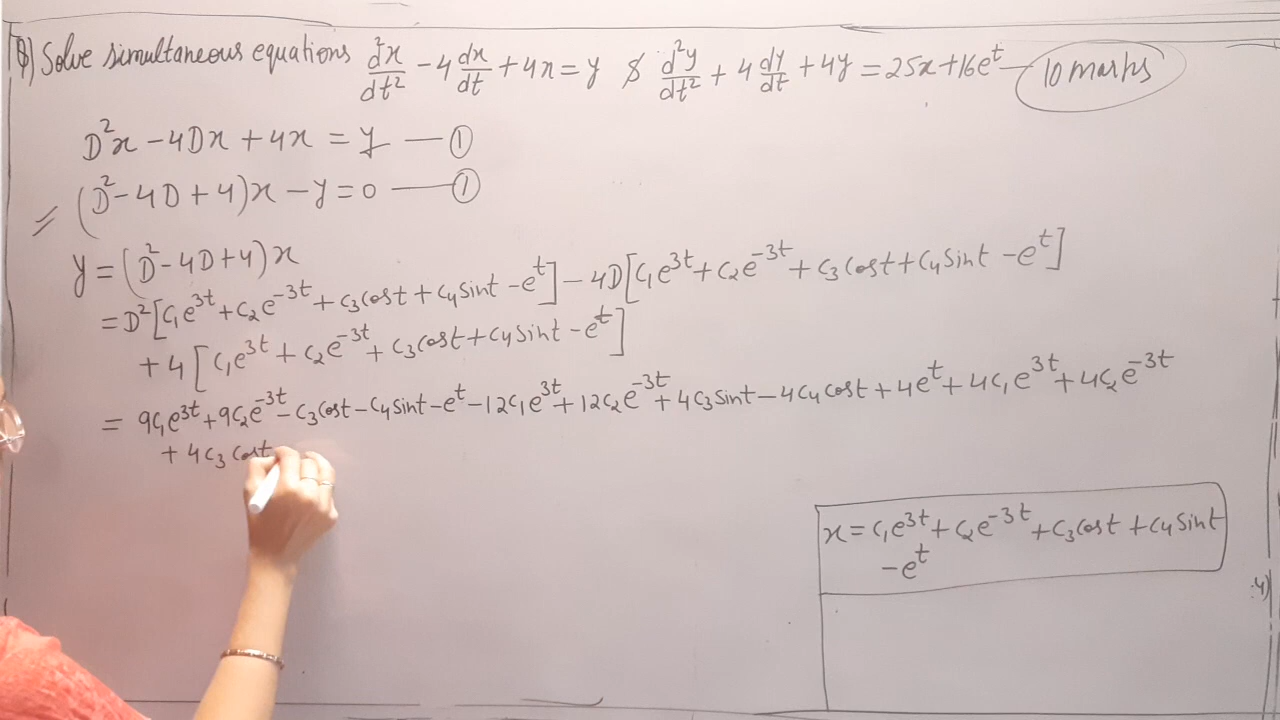 Q) Solve simultaneous equations d²x/dt² - 4 dx/dt + 4x = y & d²y/dt² + 4 dy/dt + 4y = 25x + 16e^t — 10 marks
D²x - 4Dx + 4x = y — ①
(D² - 4D + 4)x - y = 0 — ①
y = (D² - 4D + 4)x
= D²[c₁e^3t + c₂e^-3t + c₃cost + c₄sint - e^t] - 4D[c₁e^3t + c₂e^-3t + c₃cost + c₄sint - e^t]
+ 4[c₁e^3t + c₂e^-3t + c₃cost + c₄sint - e^t]
= 9c₁e^3t + 9c₂e^-3t - c₃cost - c₄sint - e^t - 12c₁e^3t + 12c₂e^-3t + 4c₃sint - 4c₄cost + 4e^t + 4c₁e^3t + 4c₂e^-3t
+ 4c₃cost
x = c₁e^3t + c₂e^-3t + c₃cost + c₄sint
- e^t